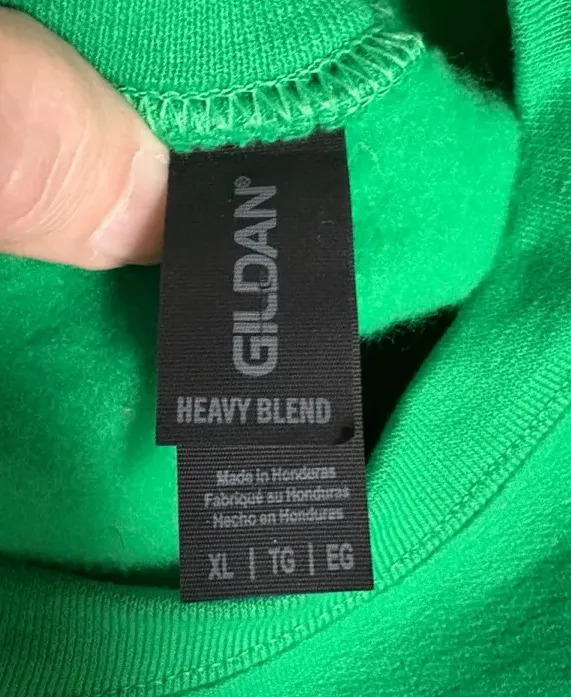 GILDAN®
HEAVY BLEND
Made in Honduras
Fabriqué au Honduras
Hecho en Honduras
XL | TG | EG